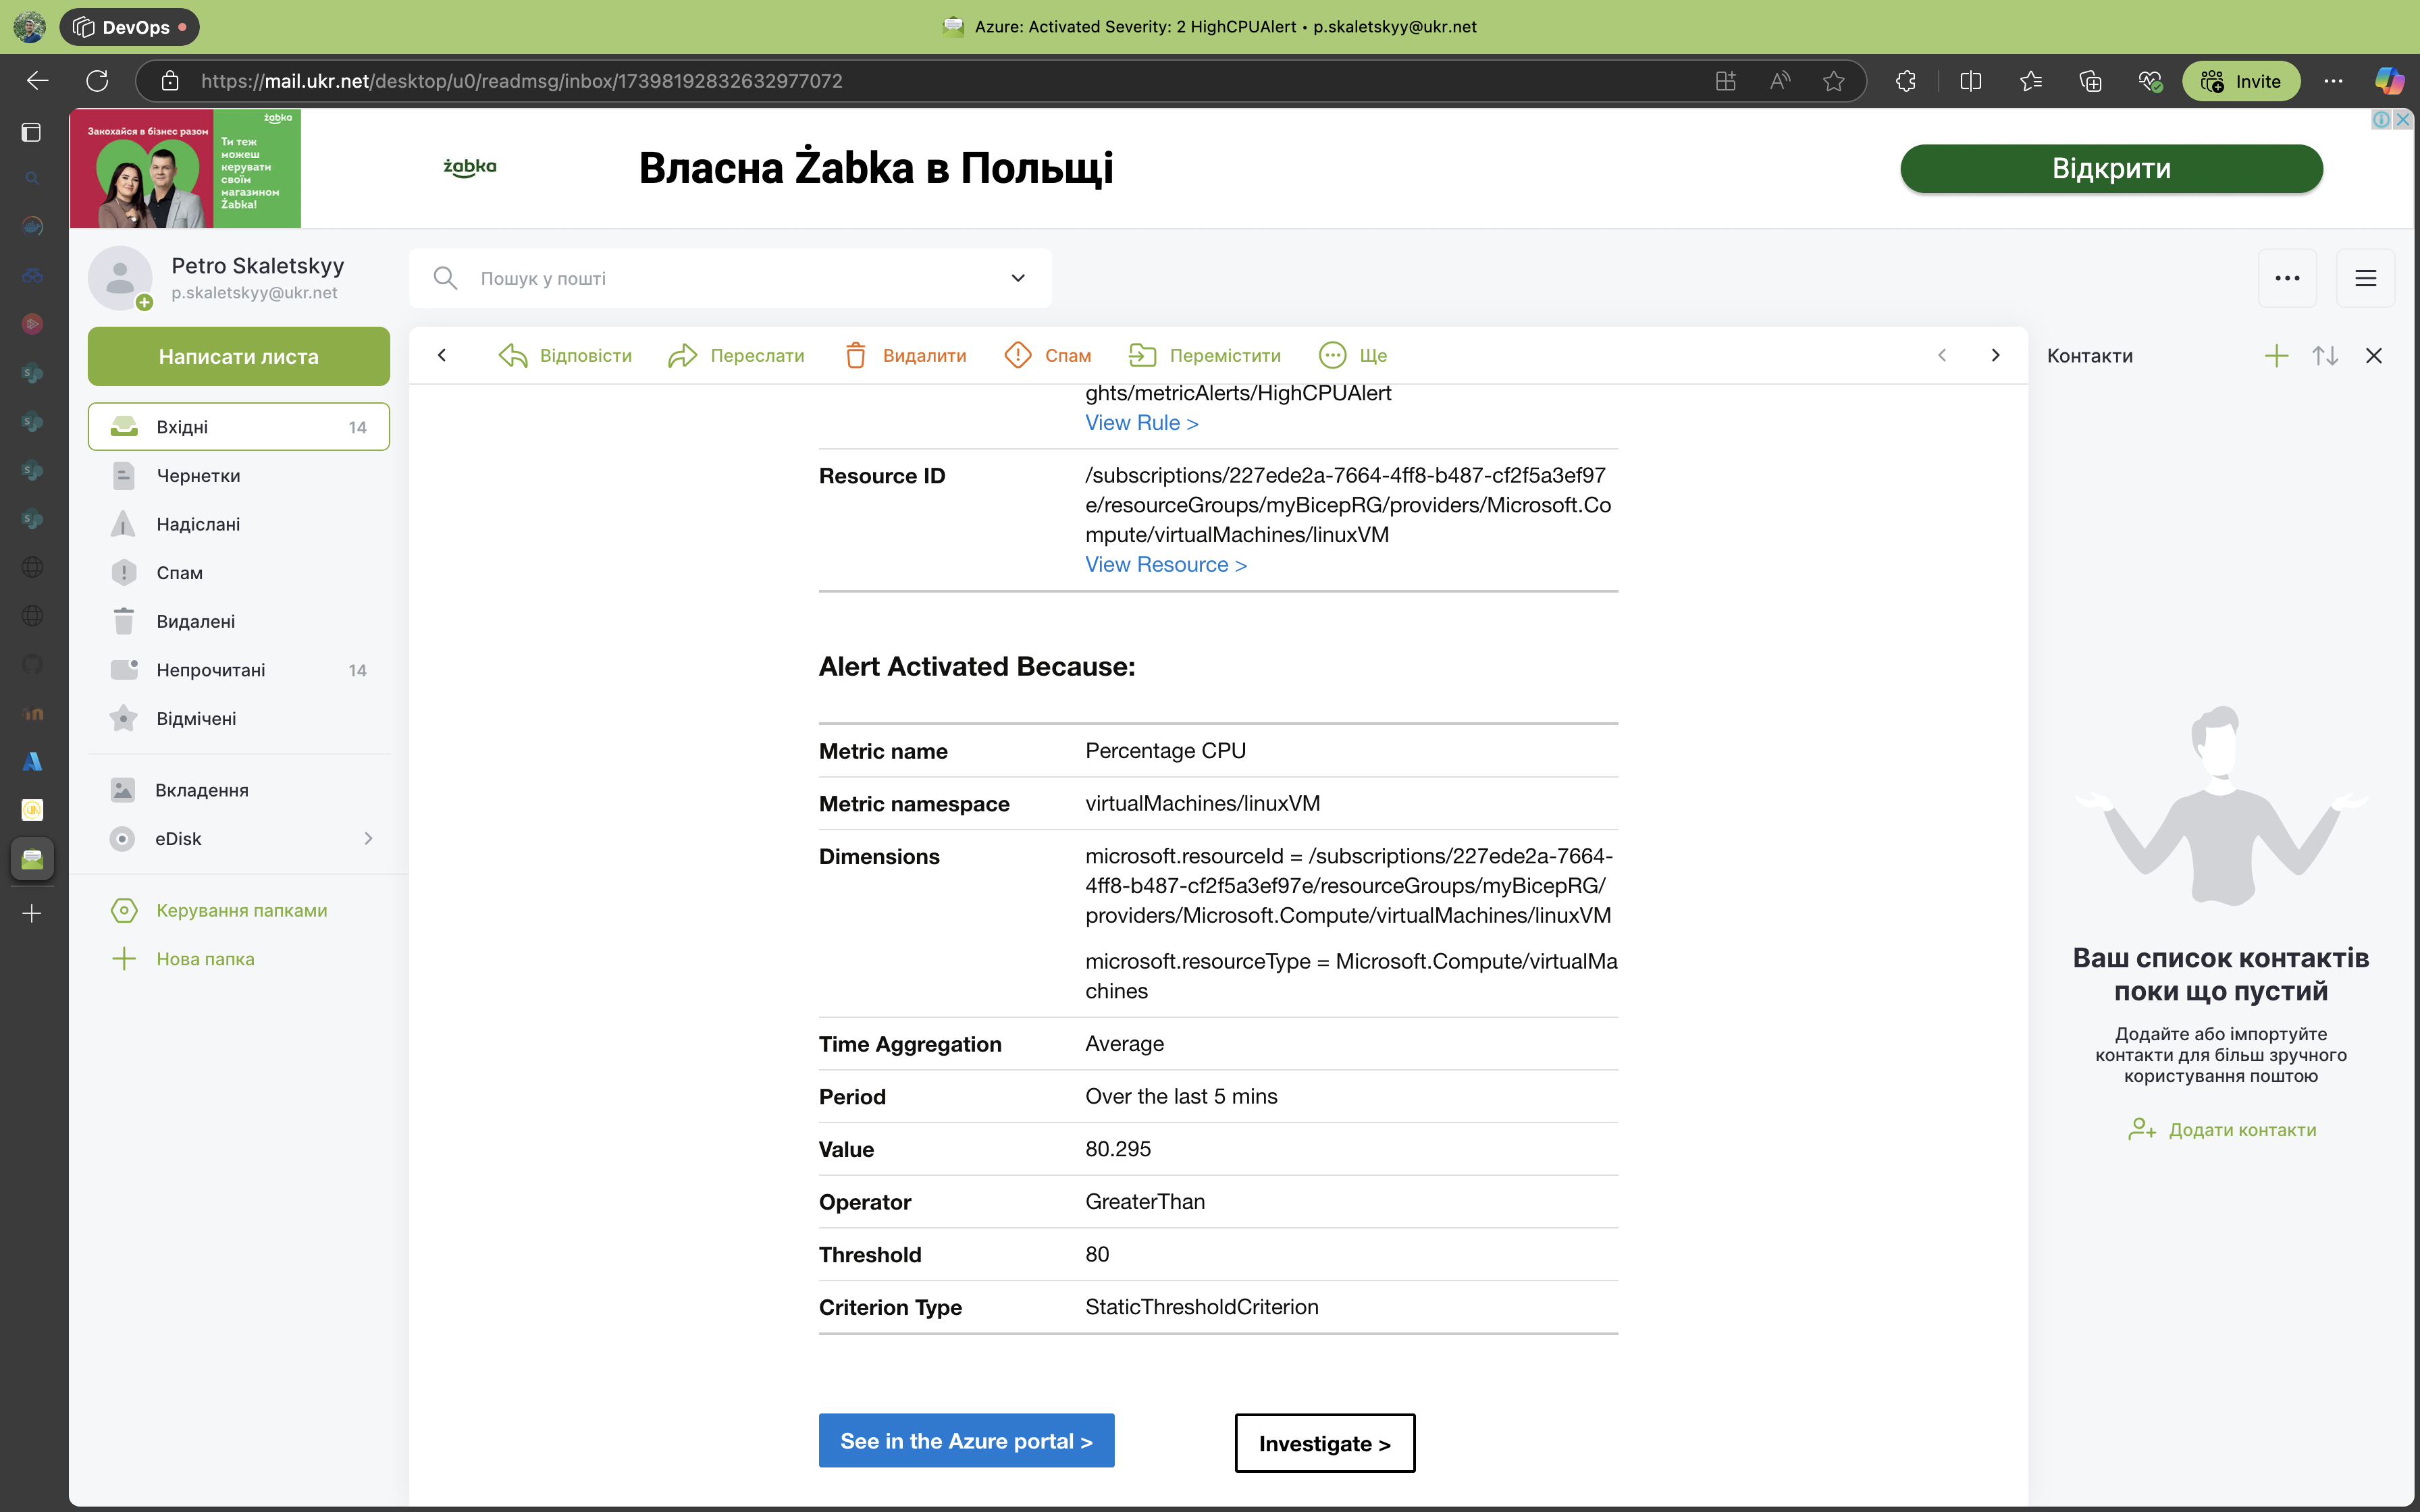 DevOps
Azure: Activated Severity: 2 HighCPUAlert • p.skaletskyy@ukr.net
https://mail.ukr.net/desktop/u0/readmsg/inbox/17398192832632977072
Invite
Закохайся в бізнес разом
żabka
Ти теж
можеш
керувати
своїм
магазином
Żabka!
żabka
Власна Żabka в Польщі
Відкрити
Petro Skaletskyy
p.skaletskyy@ukr.net
Пошук у пошті
Написати листа
Відповісти
Переслати
Видалити
Спам
Перемістити
Ще
Контакти
Вхідні 14
Чернетки
Надіслані
Спам
Видалені
Непрочитані 14
Відмічені
Вкладення
eDisk
Керування папками
Нова папка
ghts/metricAlerts/HighCPUAlert
View Rule >
Resource ID
/subscriptions/227ede2a-7664-4ff8-b487-cf2f5a3ef97
e/resourceGroups/myBicepRG/providers/Microsoft.Co
mpute/virtualMachines/linuxVM
View Resource >
Alert Activated Because:
Metric name Percentage CPU
Metric namespace virtualMachines/linuxVM
Dimensions microsoft.resourceId = /subscriptions/227ede2a-7664-
4ff8-b487-cf2f5a3ef97e/resourceGroups/myBicepRG/
providers/Microsoft.Compute/virtualMachines/linuxVM
microsoft.resourceType = Microsoft.Compute/virtualMa
chines
Time Aggregation Average
Period Over the last 5 mins
Value 80.295
Operator GreaterThan
Threshold 80
Criterion Type StaticThresholdCriterion
See in the Azure portal >
Investigate >
Ваш список контактів
поки що пустий
Додайте або імпортуйте
контакти для більш зручного
користування поштою
Додати контакти